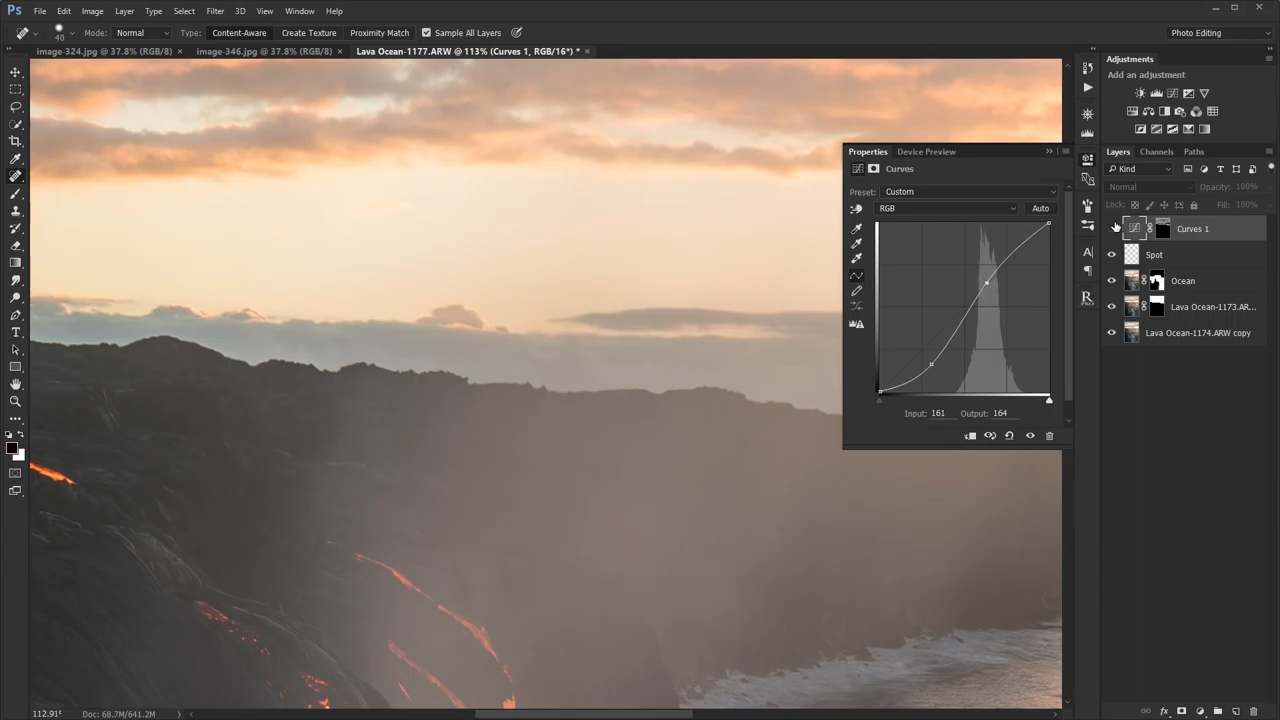 Ps File Edit Image Layer Type Select Filter 3D View Window Help
40 Mode: Normal Type: Content-Aware Create Texture Proximity Match Sample All Layers Photo Editing
image-324.jpg @ 37.8% (RGB/8) × image-346.jpg @ 37.8% (RGB/8) × Lava Ocean-1177.ARW @ 113% (Curves 1, RGB/16*) * ×
Adjustments
Add an adjustment
Properties Device Preview
Curves
Preset: Custom
RGB Auto
Input: 161 Output: 164
Layers Channels Paths
Kind
Normal Opacity: 100%
Lock: Fill: 100%
Curves 1
Spot
Ocean
Lava Ocean-1173.AR...
Lava Ocean-1174.ARW copy
A
R
fx
112.91% Doc: 68.7M/641.2M